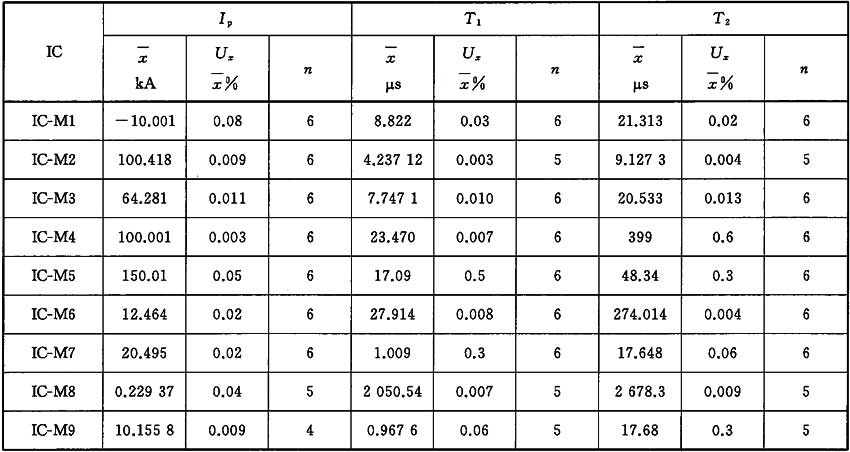 IC I_p T_1 T_2
x̄ kA U_x x̄% n x̄ μs U_x x̄% n x̄ μs U_x x̄% n
IC-M1 −10.001 0.08 6 8.822 0.03 6 21.313 0.02 6
IC-M2 100.418 0.009 6 4.237 12 0.003 5 9.127 3 0.004 5
IC-M3 64.281 0.011 6 7.747 1 0.010 6 20.533 0.013 6
IC-M4 100.001 0.003 6 23.470 0.007 6 399 0.6 6
IC-M5 150.01 0.05 6 17.09 0.5 6 48.34 0.3 6
IC-M6 12.464 0.02 6 27.914 0.008 6 274.014 0.004 6
IC-M7 20.495 0.02 6 1.009 0.3 6 17.648 0.06 6
IC-M8 0.229 37 0.04 5 2 050.54 0.007 5 2 678.3 0.009 5
IC-M9 10.155 8 0.009 4 0.967 6 0.06 5 17.68 0.3 5